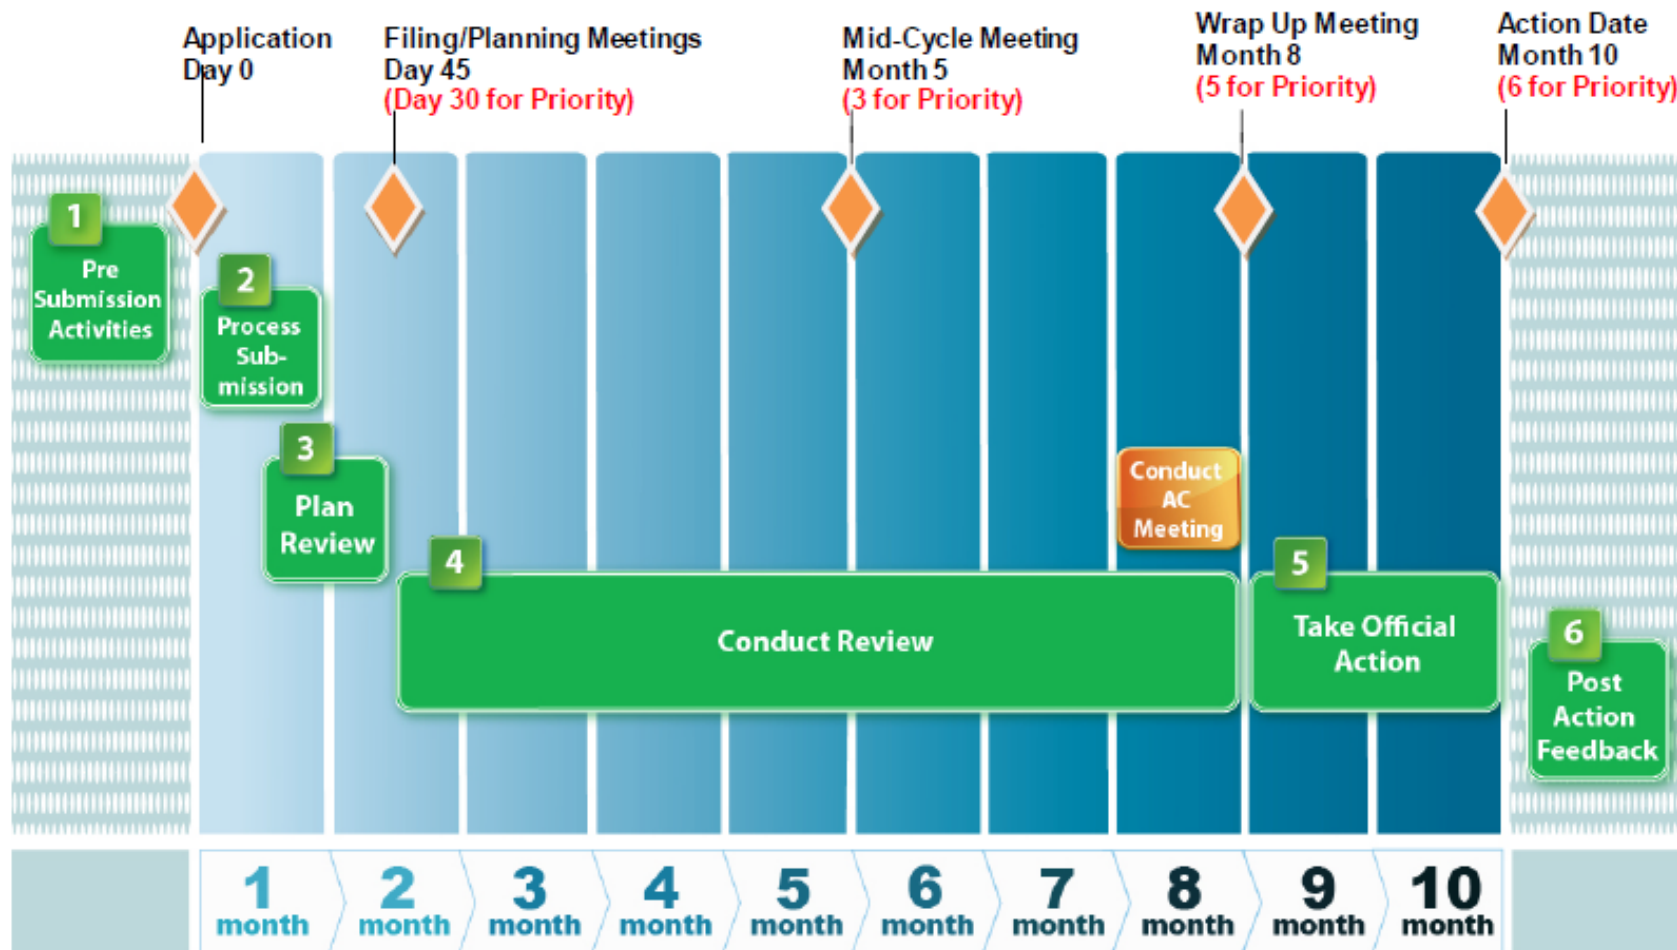 Application
Day 0
Filing/Planning Meetings
Day 45
(Day 30 for Priority)
Mid-Cycle Meeting
Month 5
(3 for Priority)
Wrap Up Meeting
Month 8
(5 for Priority)
Action Date
Month 10
(6 for Priority)
1
Pre
Submission
Activities
2
Process
Sub-
mission
3
Plan
Review
4
Conduct Review
Conduct
AC
Meeting
5
Take Official
Action
6
Post
Action
Feedback
1
month
2
month
3
month
4
month
5
month
6
month
7
month
8
month
9
month
10
month